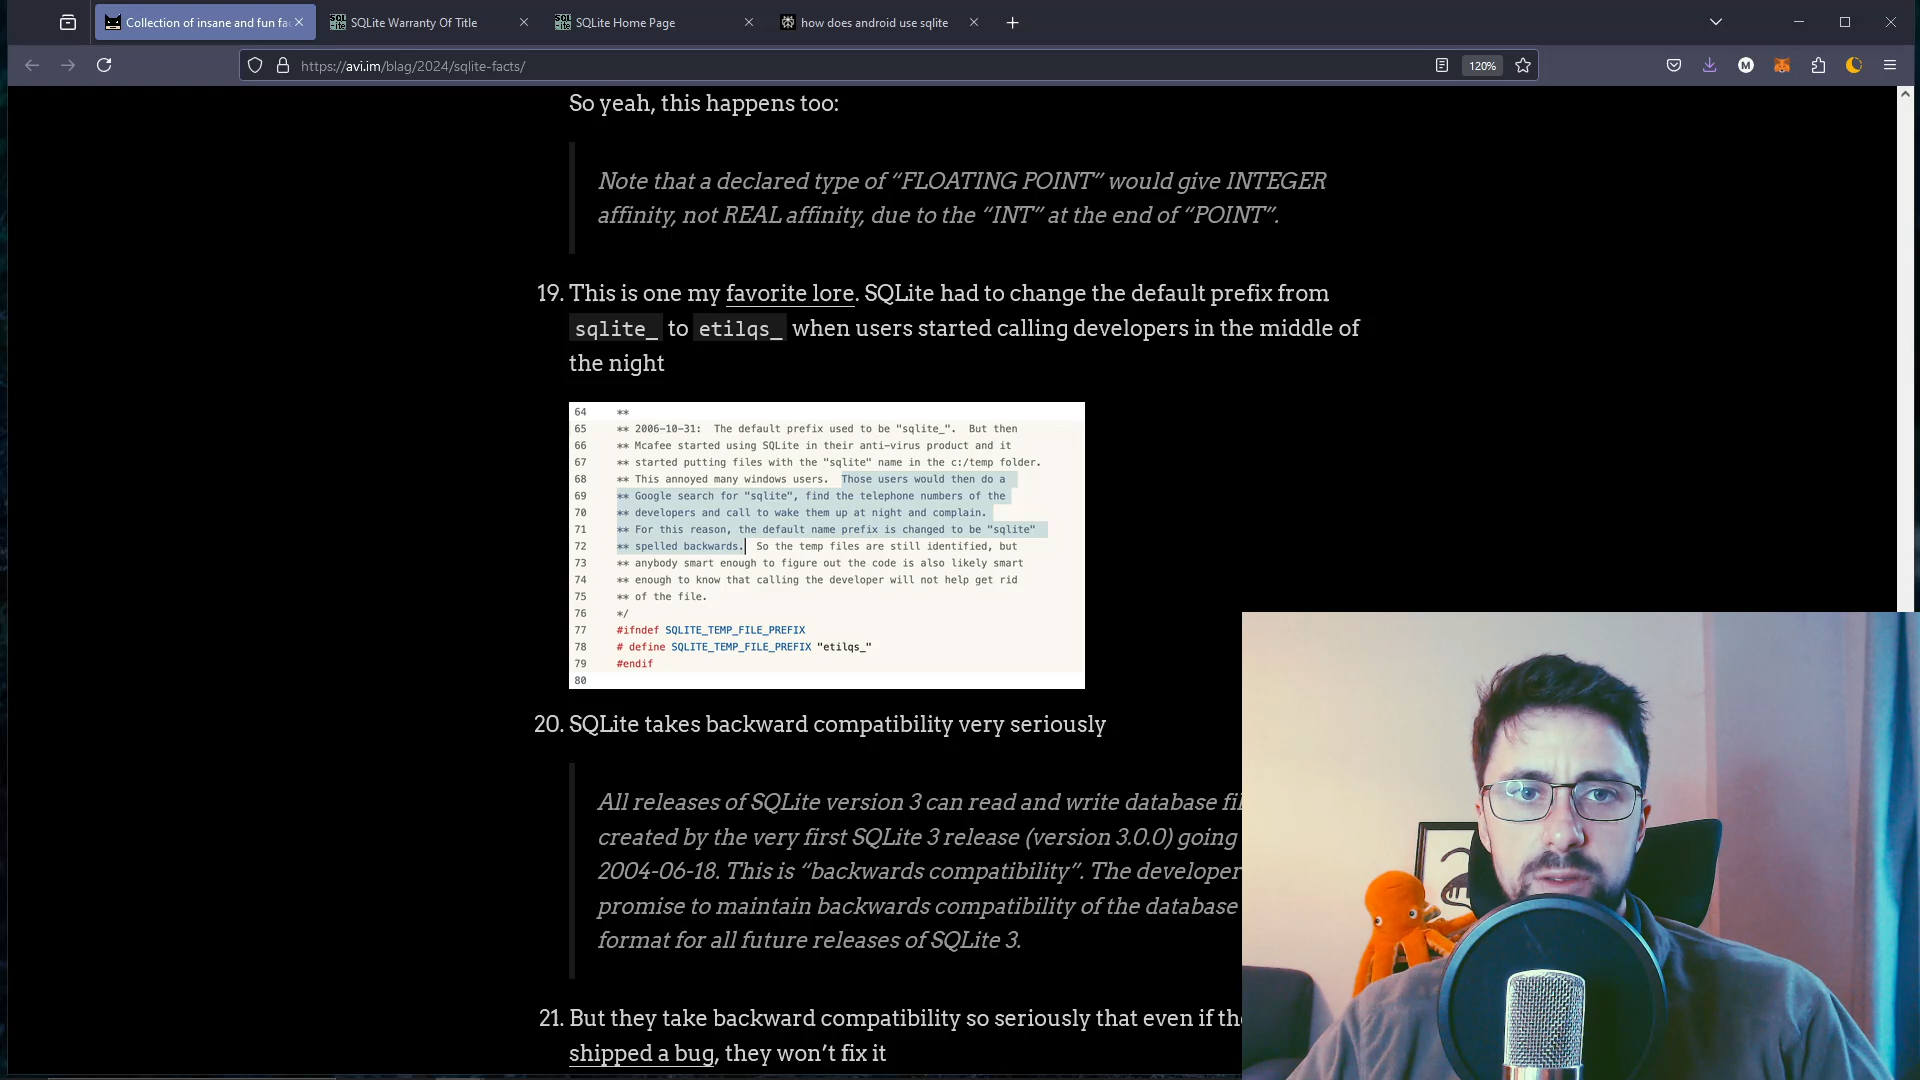 Collection of insane and fun fa
SQLite Warranty Of Title
SQLite Home Page
how does android use sqlite
https://avi.im/blag/2024/sqlite-facts/
120%
So yeah, this happens too:
Note that a declared type of “FLOATING POINT” would give INTEGER
affinity, not REAL affinity, due to the “INT” at the end of “POINT”.
19. This is one my favorite lore. SQLite had to change the default prefix from
sqlite_ to etilqs_ when users started calling developers in the middle of
the night
64 **
65 ** 2006-10-31: The default prefix used to be "sqlite_". But then
66 ** Mcafee started using SQLite in their anti-virus product and it
67 ** started putting files with the "sqlite" name in the c:/temp folder.
68 ** This annoyed many windows users. Those users would then do a
69 ** Google search for "sqlite", find the telephone numbers of the
70 ** developers and call to wake them up at night and complain.
71 ** For this reason, the default name prefix is changed to be "sqlite"
72 ** spelled backwards. So the temp files are still identified, but
73 ** anybody smart enough to figure out the code is also likely smart
74 ** enough to know that calling the developer will not help get rid
75 ** of the file.
76 */
77 #ifndef SQLITE_TEMP_FILE_PREFIX
78 # define SQLITE_TEMP_FILE_PREFIX "etilqs_"
79 #endif
80
20. SQLite takes backward compatibility very seriously
All releases of SQLite version 3 can read and write database fil
created by the very first SQLite 3 release (version 3.0.0) going
2004-06-18. This is “backwards compatibility”. The developer
promise to maintain backwards compatibility of the database
format for all future releases of SQLite 3.
21. But they take backward compatibility so seriously that even if the
shipped a bug, they won’t fix it